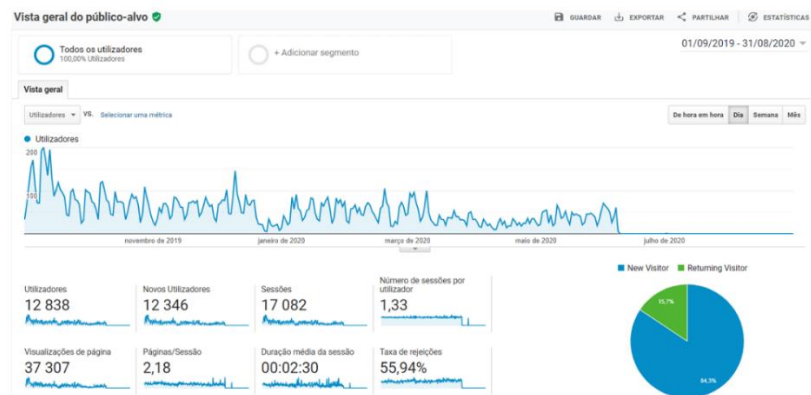 Vista geral do público-alvo
GUARDAR EXPORTAR PARTILHAR ESTATÍSTICAS
01/09/2019 - 31/08/2020
Todos os utilizadores
100,00% Utilizadores
+ Adicionar segmento
Vista geral
Utilizadores VS. Selecionar uma métrica
De hora em hora Dia Semana Mês
Utilizadores
200
100
novembro de 2019 janeiro de 2020 março de 2020 maio de 2020 julho de 2020
New Visitor Returning Visitor
Utilizadores
12 838
Novos Utilizadores
12 346
Sessões
17 082
Número de sessões por
utilizador
1,33
Visualizações de página
37 307
Páginas/Sessão
2,18
Duração média da sessão
00:02:30
Taxa de rejeições
55,94%
15,7%
84,3%